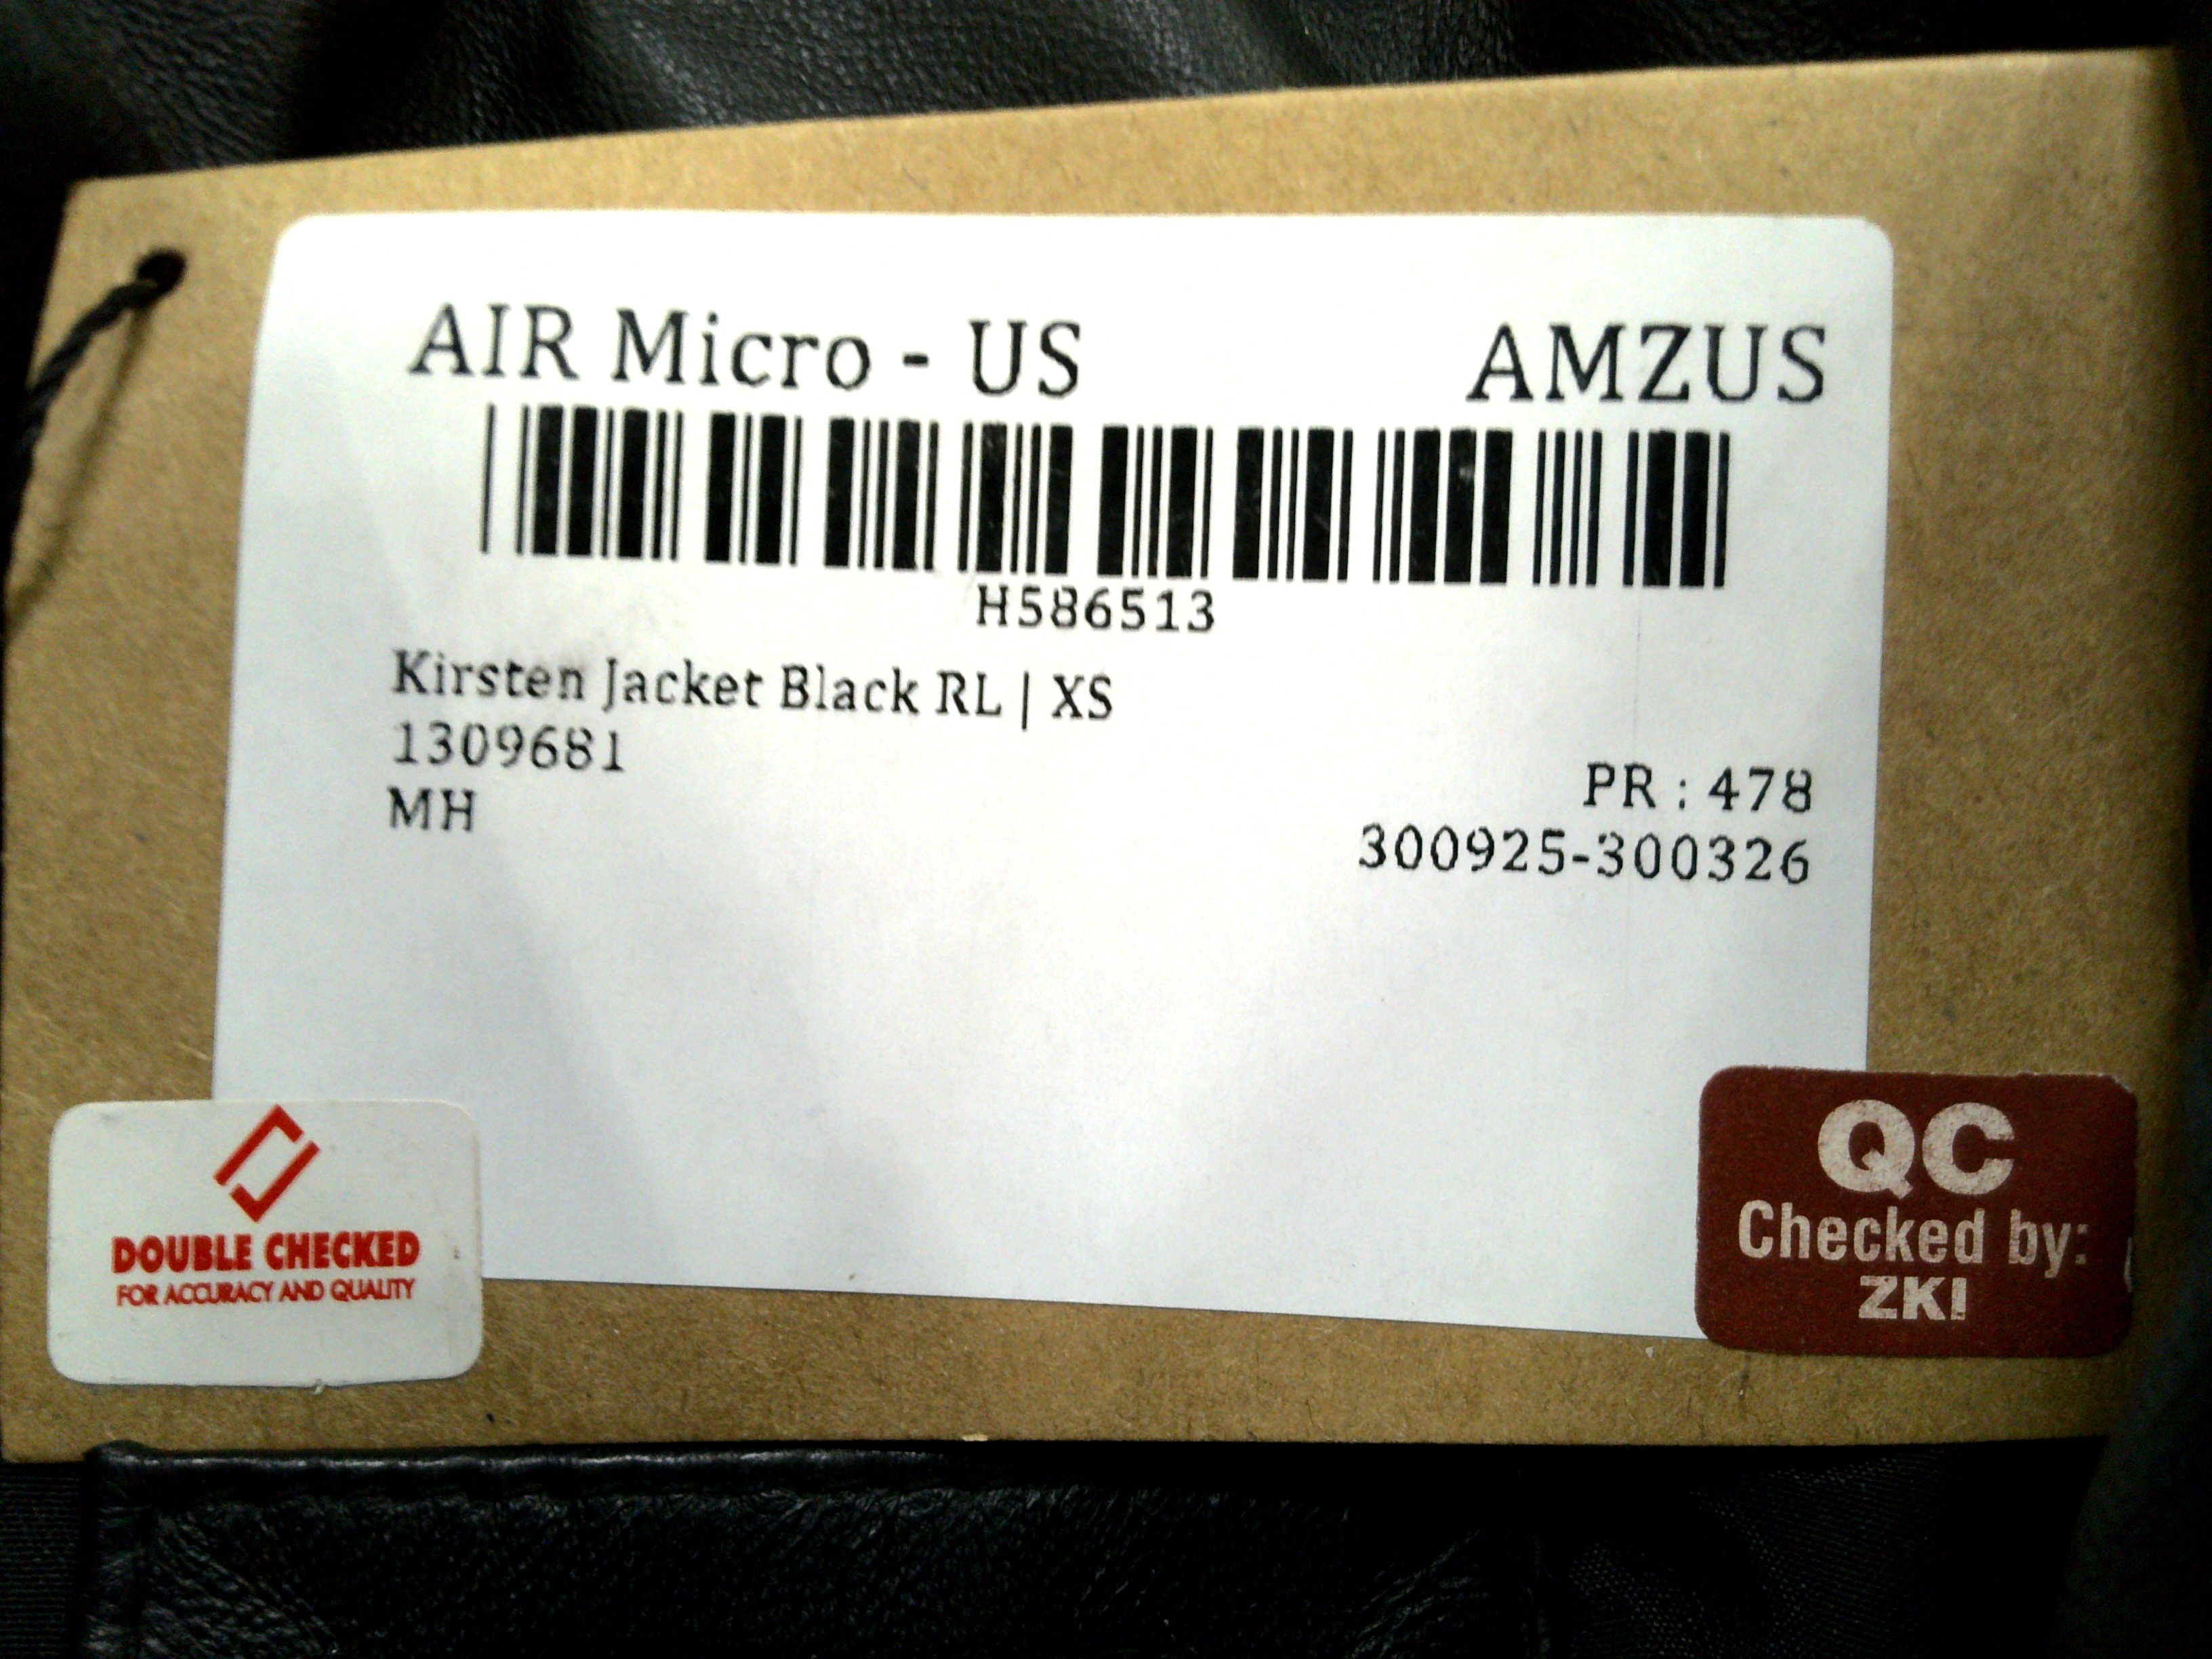 AIR Micro - US
AMZUS
H586513
Kirsten Jacket Black RL | XS
1309681
MH
PR : 478
300925-300326
DOUBLE CHECKED
FOR ACCURACY AND QUALITY
QC
Checked by:
ZKI